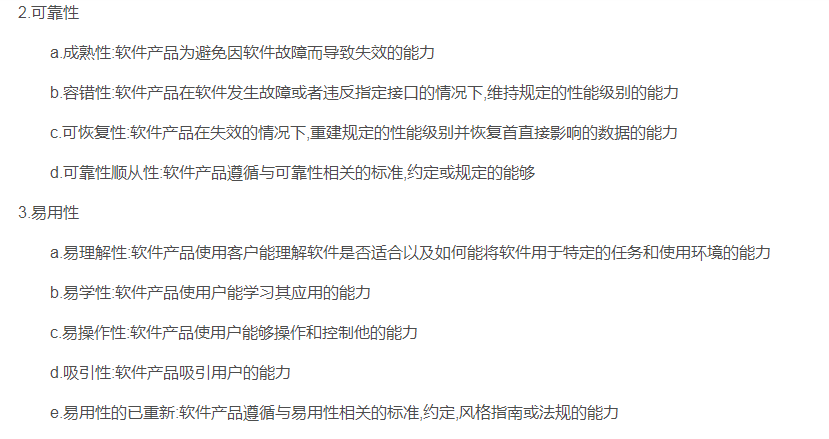 2.可靠性
a.成熟性:软件产品为避免因软件故障而导致失效的能力
b.容错性:软件产品在软件发生故障或者违反指定接口的情况下,维持规定的性能级别的能力
c.可恢复性:软件产品在失效的情况下,重建规定的性能级别并恢复首直接影响的数据的能力
d.可靠性顺从性:软件产品遵循与可靠性相关的标准,约定或规定的能够
3.易用性
a.易理解性:软件产品使用客户能理解软件是否适合以及如何能将软件用于特定的任务和使用环境的能力
b.易学性:软件产品使用户能学习其应用的能力
c.易操作性:软件产品使用户能够操作和控制他的能力
d.吸引性:软件产品吸引用户的能力
e.易用性的已重新:软件产品遵循与易用性相关的标准,约定,风格指南或法规的能力